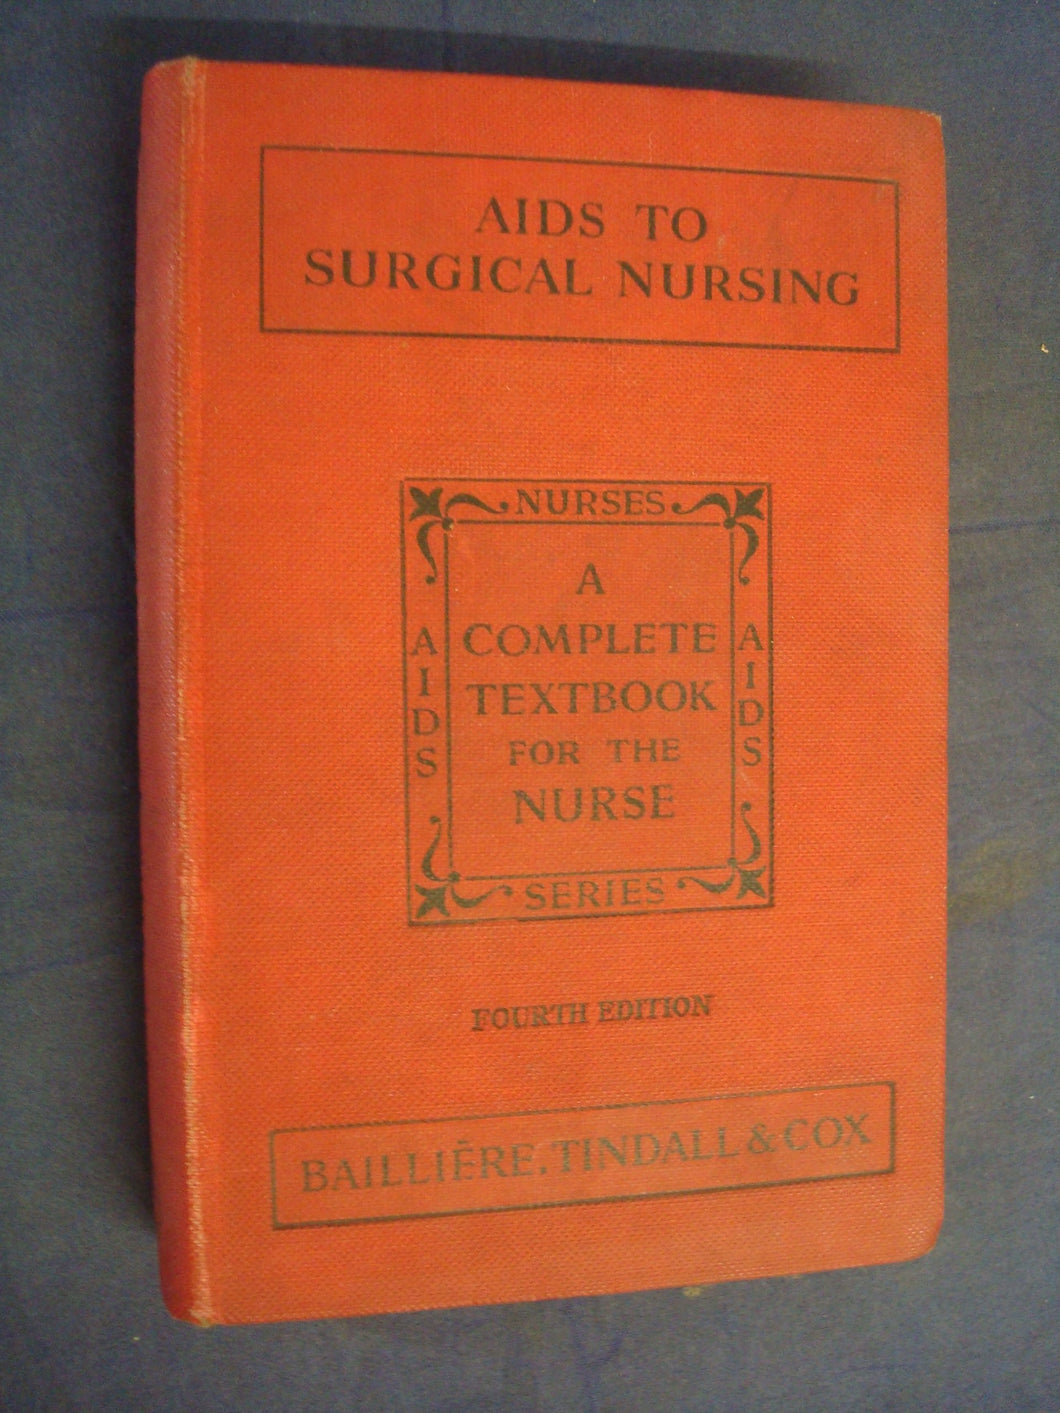 AIDS TO
SURGICAL NURSING
NURSES
AIDS
A
COMPLETE
TEXTBOOK
FOR THE
NURSE
AIDS
SERIES
FOURTH EDITION
BAILLIÈRE, TINDALL & COX